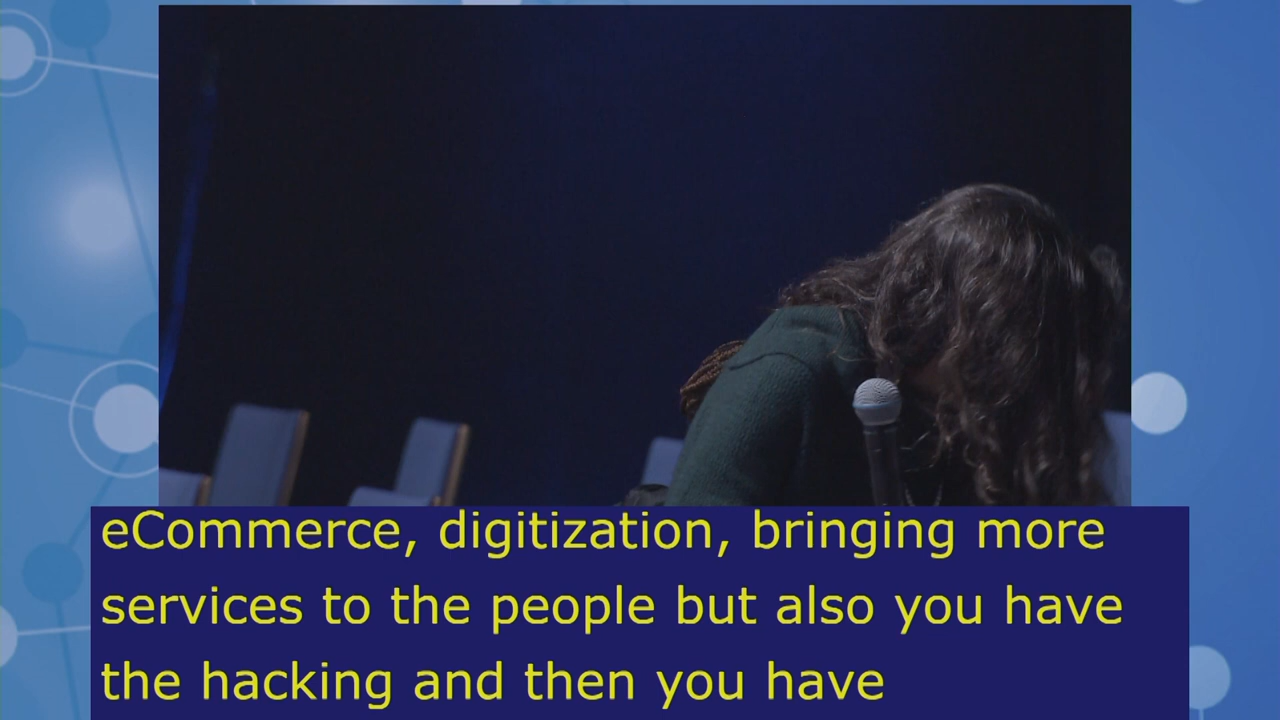 eCommerce, digitization, bringing more
services to the people but also you have
the hacking and then you have